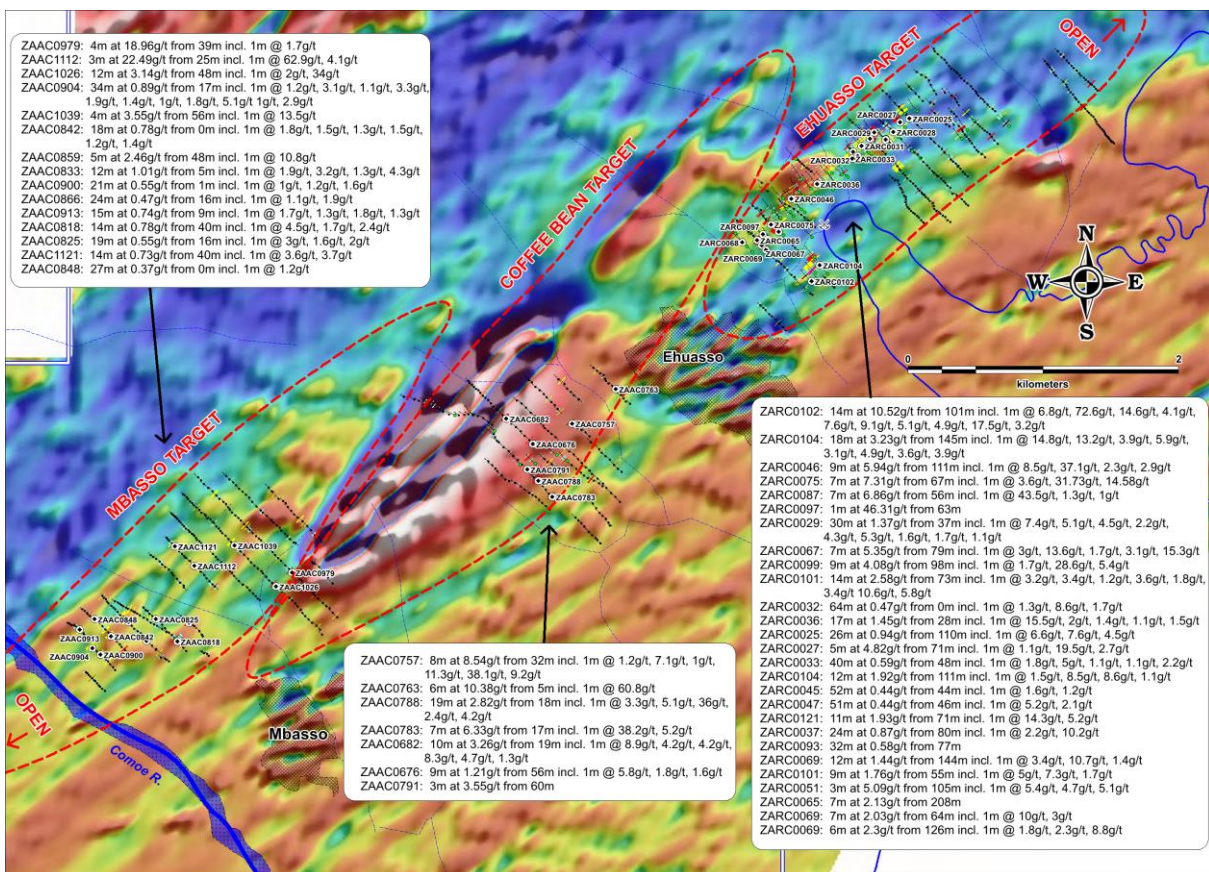 ZAAC0979: 4m at 18.96g/t from 39m incl. 1m @ 1.7g/t
ZAAC1112: 3m at 22.49g/t from 25m incl. 1m @ 62.9g/t, 4.1g/t
ZAAC1026: 12m at 3.14g/t from 48m incl. 1m @ 2g/t, 34g/t
ZAAC0904: 34m at 0.89g/t from 17m incl. 1m @ 1.2g/t, 3.1g/t, 1.1g/t, 3.3g/t,
1.9g/t, 1.4g/t, 1g/t, 1.8g/t, 5.1g/t 1g/t, 2.9g/t
ZAAC1039: 4m at 3.55g/t from 56m incl. 1m @ 13.5g/t
ZAAC0842: 18m at 0.78g/t from 0m incl. 1m @ 1.8g/t, 1.5g/t, 1.3g/t, 1.5g/t,
1.2g/t, 1.4g/t
ZAAC0859: 5m at 2.46g/t from 48m incl. 1m @ 10.8g/t
ZAAC0833: 12m at 1.01g/t from 5m incl. 1m @ 1.9g/t, 3.2g/t, 1.3g/t, 4.3g/t
ZAAC0900: 21m at 0.55g/t from 1m incl. 1m @ 1g/t, 1.2g/t, 1.6g/t
ZAAC0866: 24m at 0.47g/t from 16m incl. 1m @ 1.1g/t, 1.9g/t
ZAAC0913: 15m at 0.74g/t from 9m incl. 1m @ 1.7g/t, 1.3g/t, 1.8g/t, 1.3g/t
ZAAC0818: 14m at 0.78g/t from 40m incl. 1m @ 4.5g/t, 1.7g/t, 2.4g/t
ZAAC0825: 19m at 0.55g/t from 16m incl. 1m @ 3g/t, 1.6g/t, 2g/t
ZAAC1121: 14m at 0.73g/t from 40m incl. 1m @ 3.6g/t, 3.7g/t
ZAAC0848: 27m at 0.37g/t from 0m incl. 1m @ 1.2g/t
OPEN
EHUASSO TARGET
COFFEE BEAN TARGET
MBASSO TARGET
OPEN
ZARC0027
ZARC0025
ZARC0029
ZARC0028
ZARC0031
ZARC0032
ZARC0033
ZARC0036
ZARC0046
ZARC0097
ZARC0075
ZARC0068
ZARC0065
ZARC0067
ZARC0069
ZARC0104
ZARC0102
N
W
E
S
0
2
kilometers
Ehuasso
ZAAC0763
ZAAC0682
ZAAC0757
ZAAC0676
ZAAC0791
ZAAC0788
ZAAC0783
ZAAC1121
ZAAC1039
ZAAC1112
ZAAC0979
ZAAC1026
ZAAC0848
ZAAC0825
ZAAC0913
ZAAC0842
ZAAC0818
ZAAC0904
ZAAC0900
Mbasso
Comoe R.
ZAAC0757: 8m at 8.54g/t from 32m incl. 1m @ 1.2g/t, 7.1g/t, 1g/t,
11.3g/t, 38.1g/t, 9.2g/t
ZAAC0763: 6m at 10.38g/t from 5m incl. 1m @ 60.8g/t
ZAAC0788: 19m at 2.82g/t from 18m incl. 1m @ 3.3g/t, 5.1g/t, 36g/t,
2.4g/t, 4.2g/t
ZAAC0783: 7m at 6.33g/t from 17m incl. 1m @ 38.2g/t, 5.2g/t
ZAAC0682: 10m at 3.26g/t from 19m incl. 1m @ 8.9g/t, 4.2g/t, 4.2g/t,
8.3g/t, 4.7g/t, 1.3g/t
ZAAC0676: 9m at 1.21g/t from 56m incl. 1m @ 5.8g/t, 1.8g/t, 1.6g/t
ZAAC0791: 3m at 3.55g/t from 60m
ZARC0102: 14m at 10.52g/t from 101m incl. 1m @ 6.8g/t, 72.6g/t, 14.6g/t, 4.1g/t,
7.6g/t, 9.1g/t, 5.1g/t, 4.9g/t, 17.5g/t, 3.2g/t
ZARC0104: 18m at 3.23g/t from 145m incl. 1m @ 14.8g/t, 13.2g/t, 3.9g/t, 5.9g/t,
3.1g/t, 4.9g/t, 3.6g/t, 3.9g/t
ZARC0046: 9m at 5.94g/t from 111m incl. 1m @ 8.5g/t, 37.1g/t, 2.3g/t, 2.9g/t
ZARC0075: 7m at 7.31g/t from 67m incl. 1m @ 3.6g/t, 31.73g/t, 14.58g/t
ZARC0087: 7m at 6.86g/t from 56m incl. 1m @ 43.5g/t, 1.3g/t, 1g/t
ZARC0097: 1m at 46.31g/t from 63m
ZARC0029: 30m at 1.37g/t from 37m incl. 1m @ 7.4g/t, 5.1g/t, 4.5g/t, 2.2g/t,
4.3g/t, 5.3g/t, 1.6g/t, 1.7g/t, 1.1g/t
ZARC0067: 7m at 5.35g/t from 79m incl. 1m @ 3g/t, 13.6g/t, 1.7g/t, 3.1g/t, 15.3g/t
ZARC0099: 9m at 4.08g/t from 98m incl. 1m @ 1.7g/t, 28.6g/t, 5.4g/t
ZARC0101: 14m at 2.58g/t from 73m incl. 1m @ 3.2g/t, 3.4g/t, 1.2g/t, 3.6g/t, 1.8g/t,
3.4g/t 10.6g/t, 5.8g/t
ZARC0032: 64m at 0.47g/t from 0m incl. 1m @ 1.3g/t, 8.6g/t, 1.7g/t
ZARC0036: 17m at 1.45g/t from 28m incl. 1m @ 15.5g/t, 2g/t, 1.4g/t, 1.1g/t, 1.5g/t
ZARC0025: 26m at 0.94g/t from 110m incl. 1m @ 6.6g/t, 7.6g/t, 4.5g/t
ZARC0027: 5m at 4.82g/t from 71m incl. 1m @ 1.1g/t, 19.5g/t, 2.7g/t
ZARC0033: 40m at 0.59g/t from 48m incl. 1m @ 1.8g/t, 5g/t, 1.1g/t, 1.1g/t, 2.2g/t
ZARC0104: 12m at 1.92g/t from 111m incl. 1m @ 1.5g/t, 8.5g/t, 8.6g/t, 1.1g/t
ZARC0045: 52m at 0.44g/t from 44m incl. 1m @ 1.6g/t, 1.2g/t
ZARC0047: 51m at 0.44g/t from 46m incl. 1m @ 5.2g/t, 2.1g/t
ZARC0121: 11m at 1.93g/t from 71m incl. 1m @ 14.3g/t, 5.2g/t
ZARC0037: 24m at 0.87g/t from 80m incl. 1m @ 2.2g/t, 10.2g/t
ZARC0093: 32m at 0.58g/t from 77m
ZARC0069: 12m at 1.44g/t from 144m incl. 1m @ 3.4g/t, 10.7g/t, 1.4g/t
ZARC0101: 9m at 1.76g/t from 55m incl. 1m @ 5g/t, 7.3g/t, 1.7g/t
ZARC0051: 3m at 5.09g/t from 105m incl. 1m @ 5.4g/t, 4.7g/t, 5.1g/t
ZARC0065: 7m at 2.13g/t from 208m
ZARC0069: 7m at 2.03g/t from 64m incl. 1m @ 10g/t, 3g/t
ZARC0069: 6m at 2.3g/t from 126m incl. 1m @ 1.8g/t, 2.3g/t, 8.8g/t